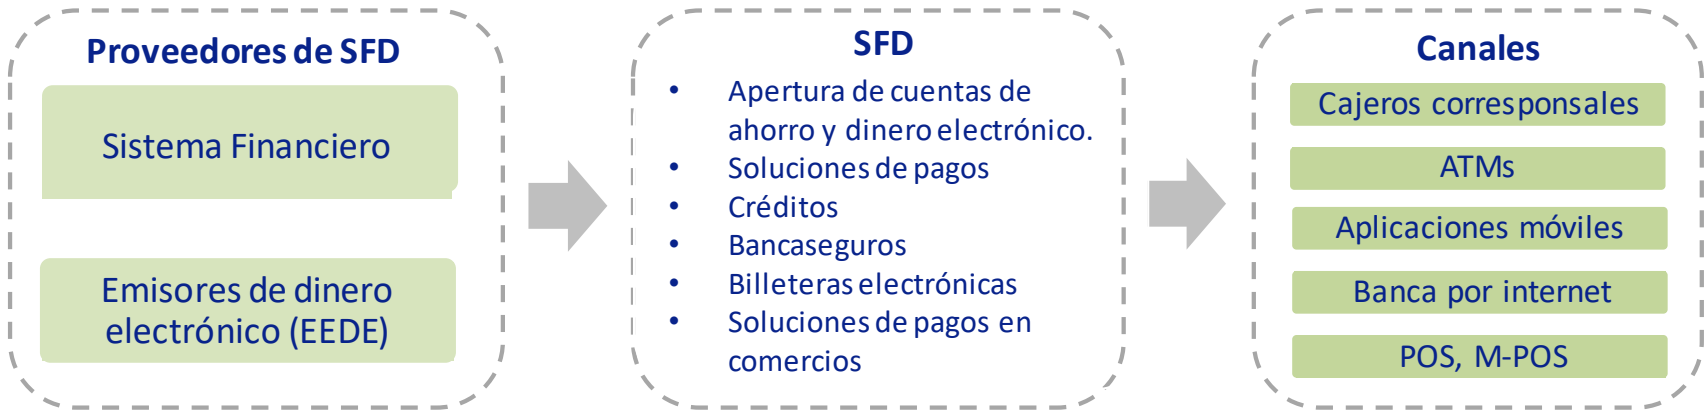 Proveedores de SFD
Sistema Financiero
Emisores de dinero
electrónico (EEDE)
SFD
• Apertura de cuentas de
ahorro y dinero electrónico.
• Soluciones de pagos
• Créditos
• Bancaseguros
• Billeteras electrónicas
• Soluciones de pagos en
comercios
Canales
Cajeros corresponsales
ATMs
Aplicaciones móviles
Banca por internet
POS, M-POS